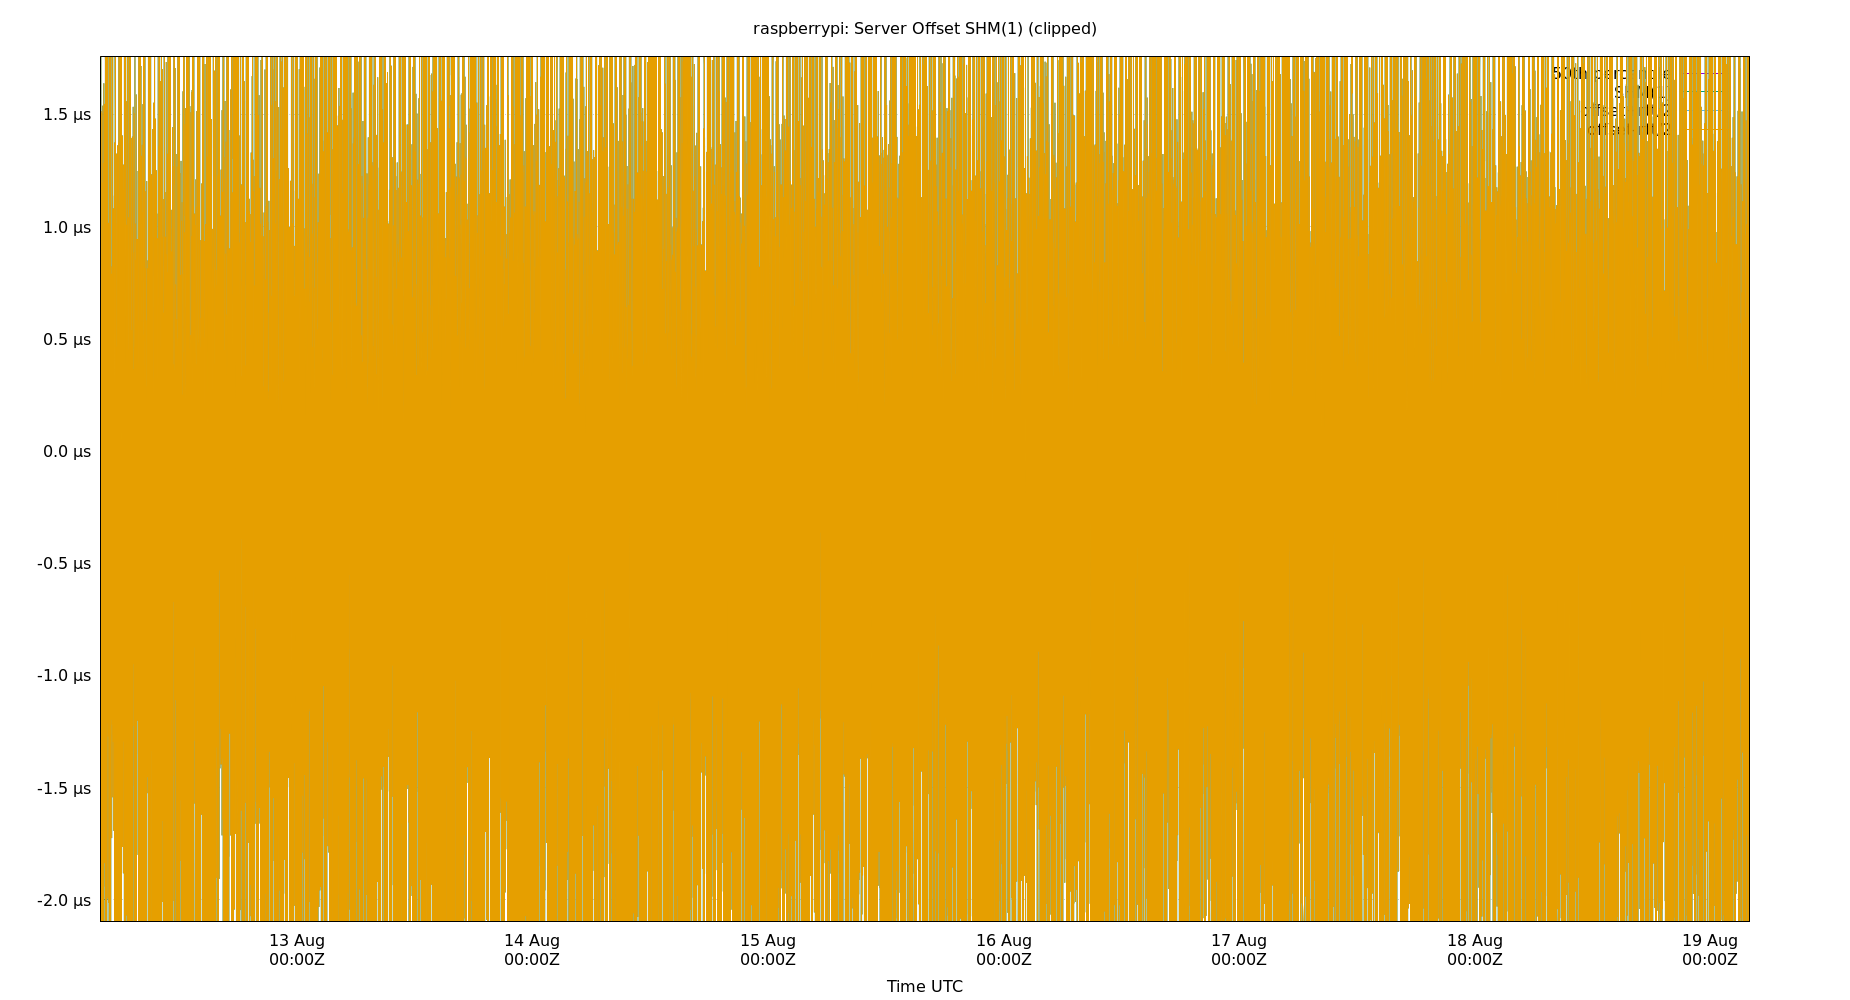 raspberrypi: Server Offset SHM(1) (clipped)
1.5 µs
1.0 µs
0.5 µs
0.0 µs
-0.5 µs
-1.0 µs
-1.5 µs
-2.0 µs
13 Aug 14 Aug 15 Aug 16 Aug 17 Aug 18 Aug 19 Aug
00:00Z 00:00Z 00:00Z 00:00Z 00:00Z 00:00Z 00:00Z
Time UTC